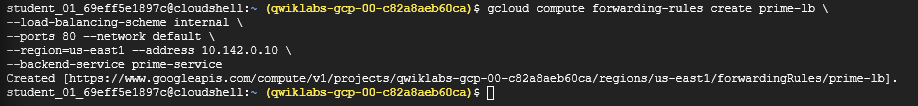 student_01_69eff5e1897c@cloudshell:~ (qwiklabs-gcp-00-c82a8aeb60ca)$ gcloud compute forwarding-rules create prime-lb \
--load-balancing-scheme internal \
--ports 80 --network default \
--region=us-east1 --address 10.142.0.10 \
--backend-service prime-service
Created [https://www.googleapis.com/compute/v1/projects/qwiklabs-gcp-00-c82a8aeb60ca/regions/us-east1/forwardingRules/prime-lb].
student_01_69eff5e1897c@cloudshell:~ (qwiklabs-gcp-00-c82a8aeb60ca)$